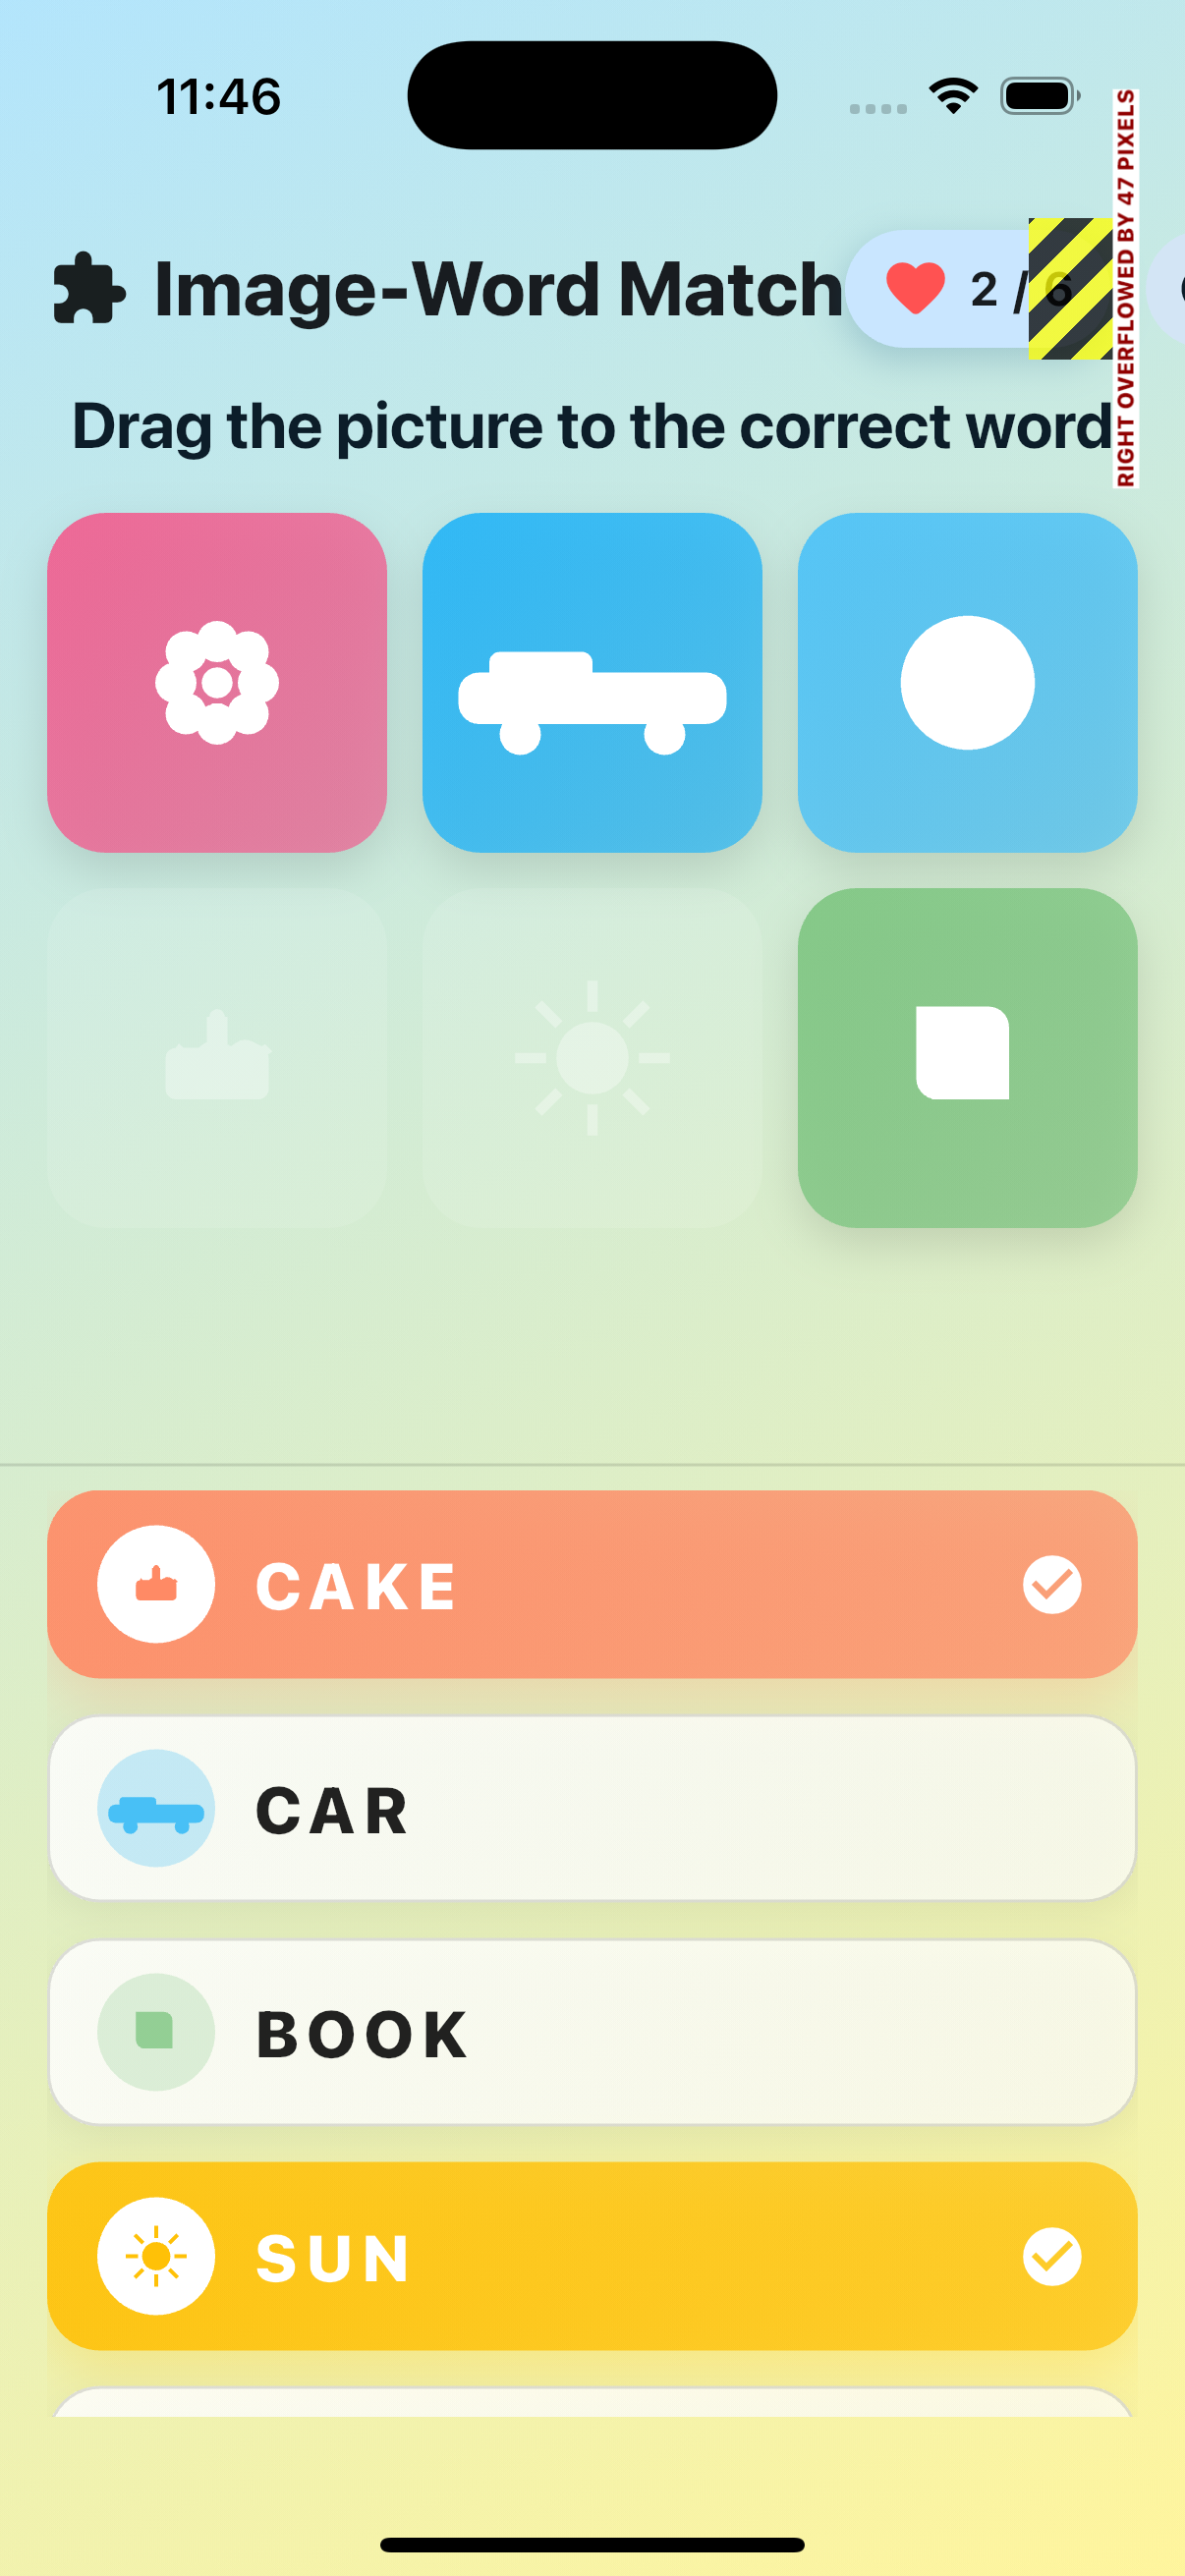 11:46
Image-Word Match
2 / 6
RIGHT OVERFLOWED BY 47 PIXELS
Drag the picture to the correct word
CAKE
CAR
BOOK
SUN